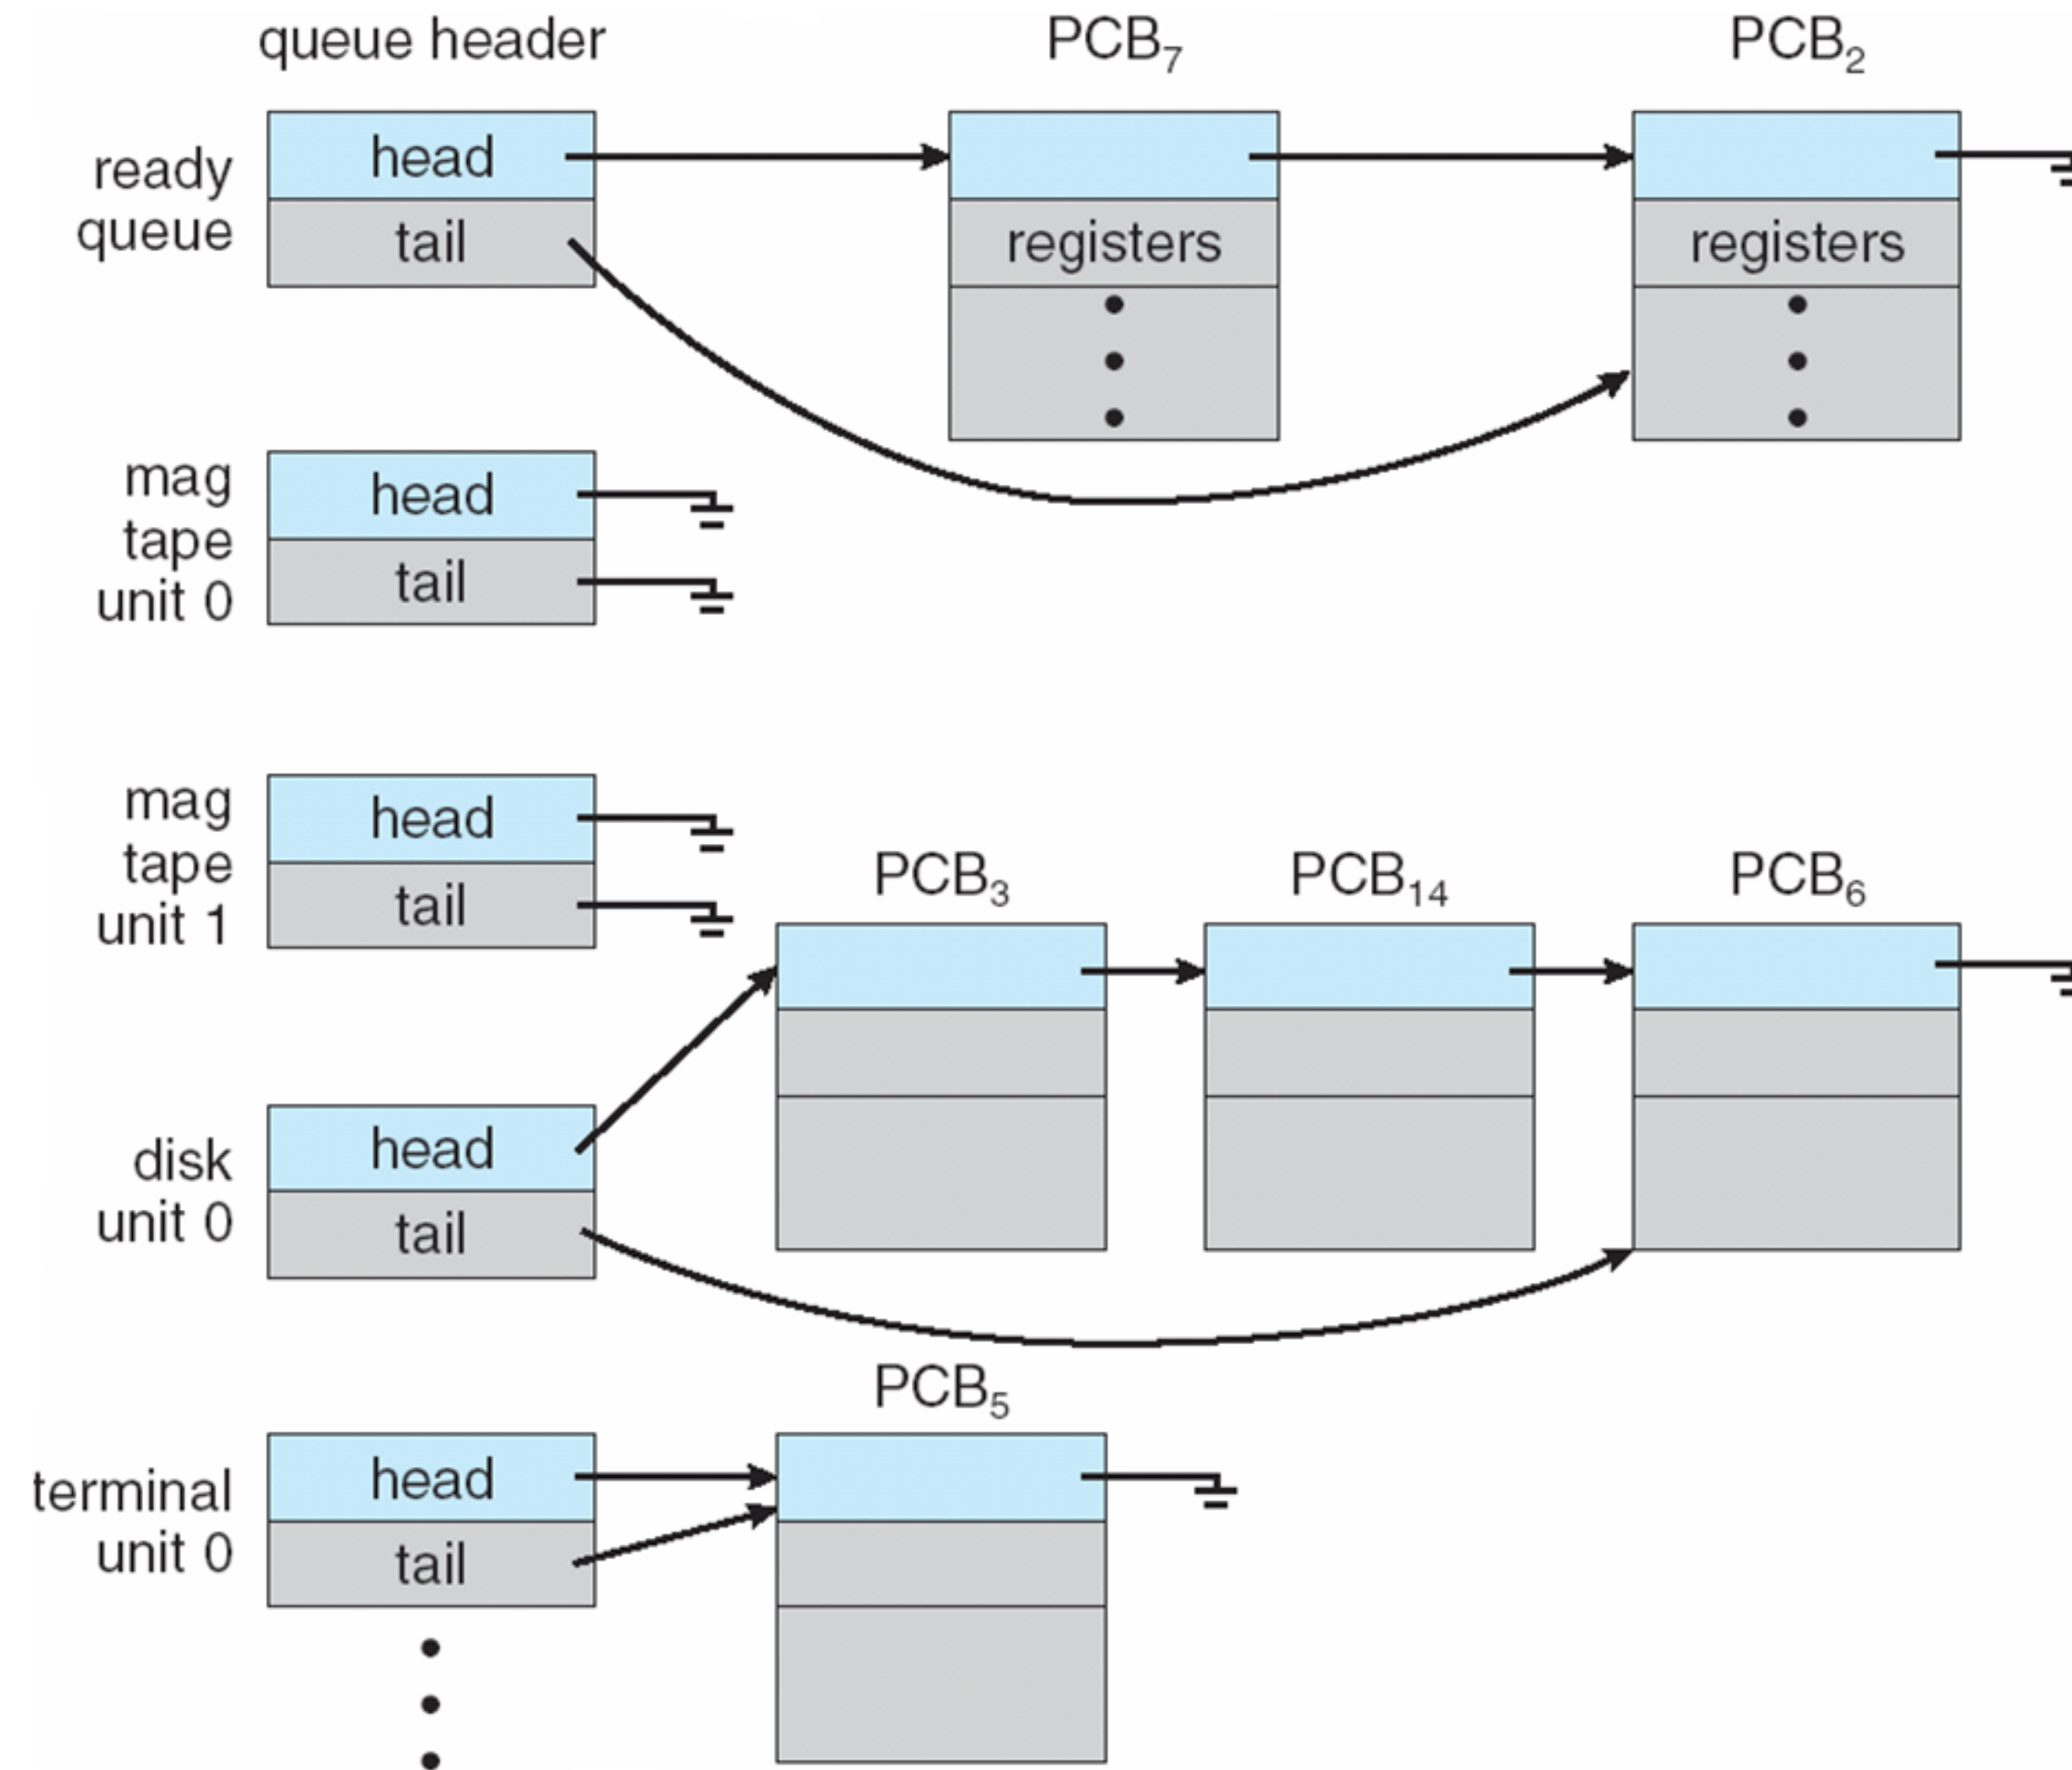 queue header
PCB₇
PCB₂
ready
queue
head
tail
registers
registers
mag
tape
unit 0
head
tail
mag
tape
unit 1
head
tail
PCB₃
PCB₁₄
PCB₆
disk
unit 0
head
tail
PCB₅
terminal
unit 0
head
tail